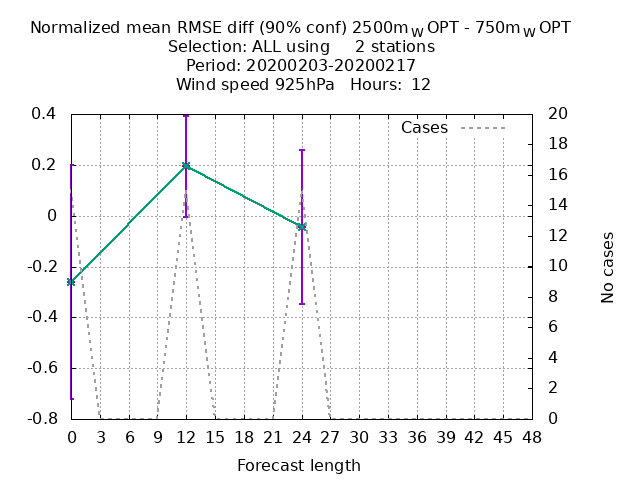 Normalized mean RMSE diff (90% conf) 2500m_W OPT - 750m_W OPT
Selection: ALL using 2 stations
Period: 20200203-20200217
Wind speed 925hPa Hours: 12
Cases
0.4
0.2
0
-0.2
-0.4
-0.6
-0.8
20
18
16
14
12
10
8
6
4
2
0
No cases
0 3 6 9 12 15 18 21 24 27 30 33 36 39 42 45 48
Forecast length